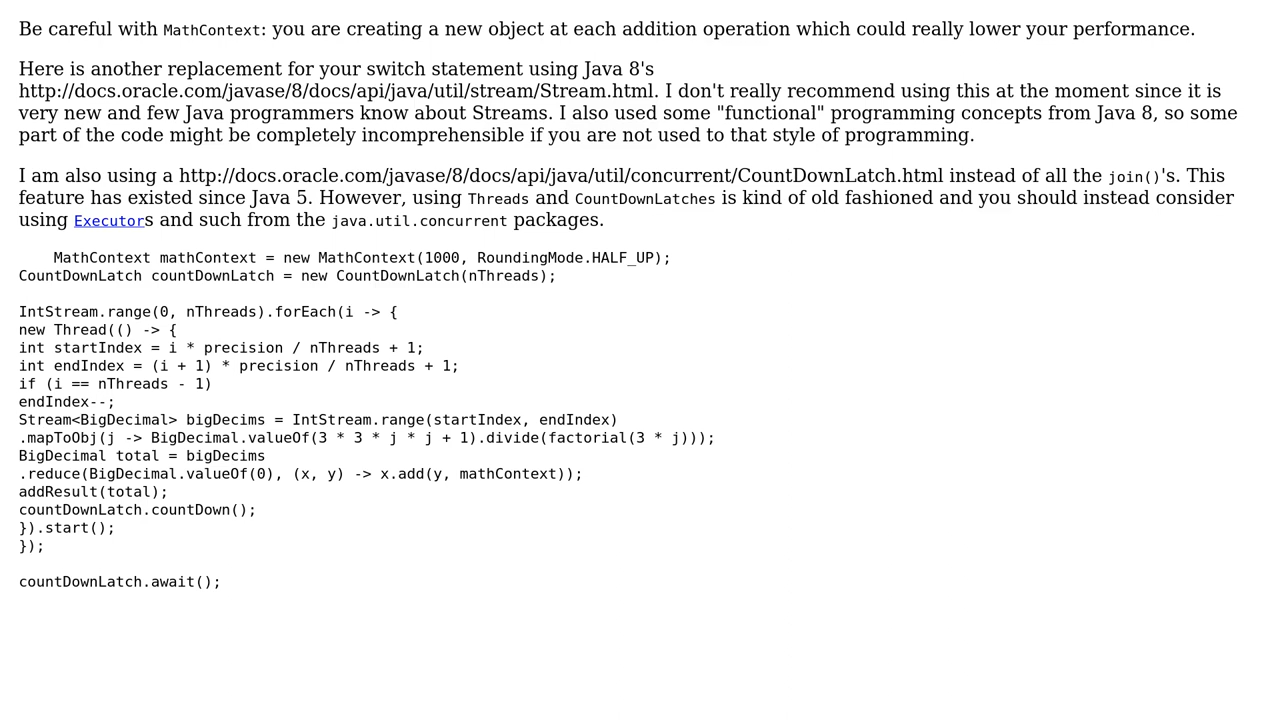 Be careful with MathContext: you are creating a new object at each addition operation which could really lower your performance.
Here is another replacement for your switch statement using Java 8's
http://docs.oracle.com/javase/8/docs/api/java/util/stream/Stream.html. I don't really recommend using this at the moment since it is
very new and few Java programmers know about Streams. I also used some "functional" programming concepts from Java 8, so some
part of the code might be completely incomprehensible if you are not used to that style of programming.
I am also using a http://docs.oracle.com/javase/8/docs/api/java/util/concurrent/CountDownLatch.html instead of all the join()'s. This
feature has existed since Java 5. However, using Threads and CountDownLatches is kind of old fashioned and you should instead consider
using Executors and such from the java.util.concurrent packages.
    MathContext mathContext = new MathContext(1000, RoundingMode.HALF_UP);
CountDownLatch countDownLatch = new CountDownLatch(nThreads);
IntStream.range(0, nThreads).forEach(i -> {
new Thread(() -> {
int startIndex = i * precision / nThreads + 1;
int endIndex = (i + 1) * precision / nThreads + 1;
if (i == nThreads - 1)
endIndex--;
Stream<BigDecimal> bigDecims = IntStream.range(startIndex, endIndex)
.mapToObj(j -> BigDecimal.valueOf(3 * 3 * j * j + 1).divide(factorial(3 * j)));
BigDecimal total = bigDecims
.reduce(BigDecimal.valueOf(0), (x, y) -> x.add(y, mathContext));
addResult(total);
countDownLatch.countDown();
}).start();
});
countDownLatch.await();